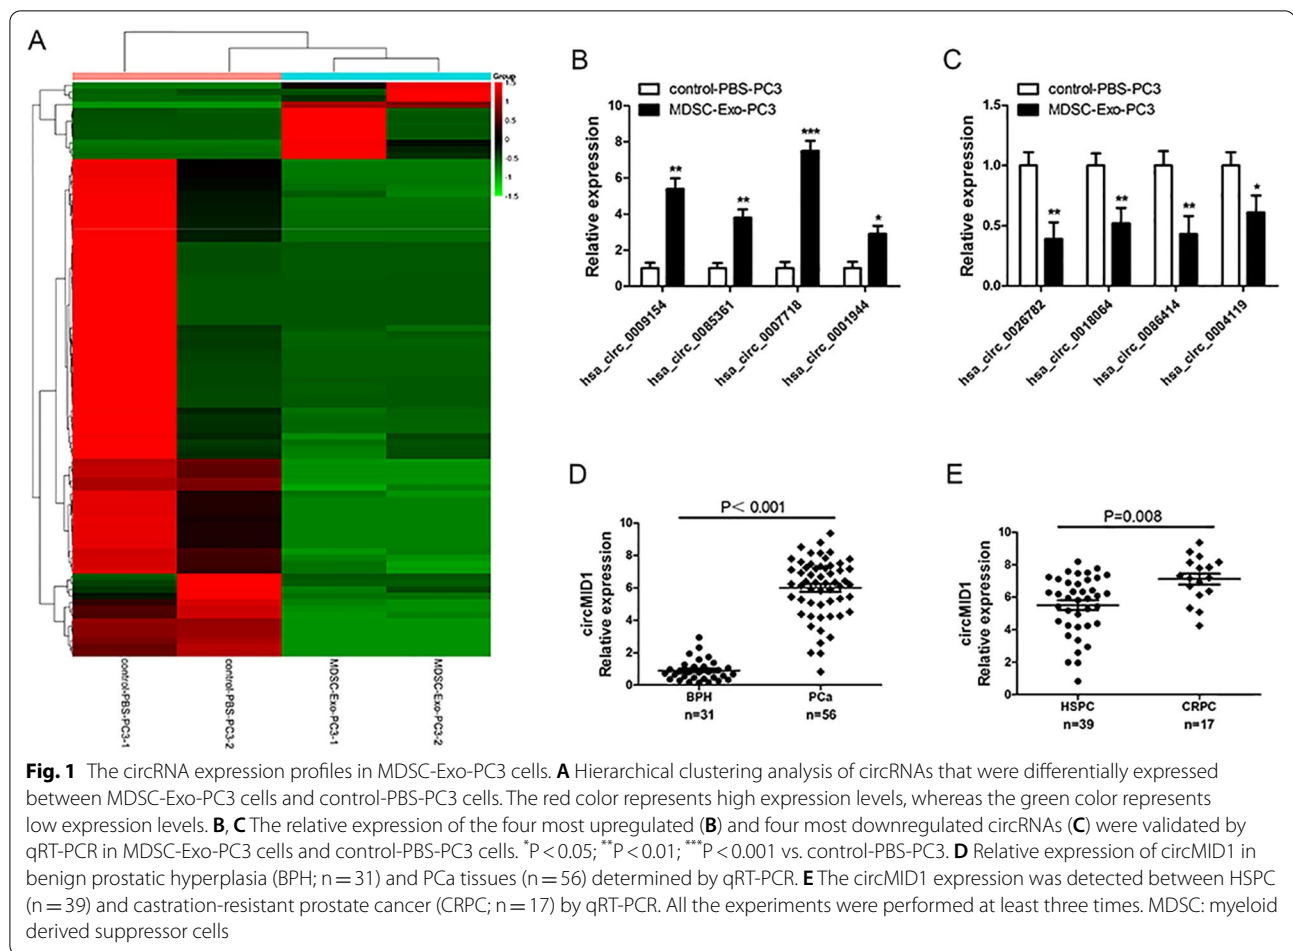 A
Group
1.5
1
0.5
0
-0.5
-1
-1.5
control-PBS-PC3-1
control-PBS-PC3-2
MDSC-Exo-PC3-1
MDSC-Exo-PC3-2
B
control-PBS-PC3
MDSC-Exo-PC3
Relative expression
10
8
6
4
2
0
**
**
***
*
hsa_circ_0009154
hsa_circ_0085361
hsa_circ_0007718
hsa_circ_0001944
C
control-PBS-PC3
MDSC-Exo-PC3
Relative expression
1.5
1.0
0.5
0.0
**
**
**
*
hsa_circ_0026782
hsa_circ_0018064
hsa_circ_0086414
hsa_circ_0004119
D
P< 0.001
circMID1
Relative expression
10
8
6
4
2
0
BPH
PCa
n=31
n=56
E
P=0.008
circMID1
Relative expression
10
8
6
4
2
0
HSPC
CRPC
n=39
n=17
Fig. 1 The circRNA expression profiles in MDSC-Exo-PC3 cells. A Hierarchical clustering analysis of circRNAs that were differentially expressed
between MDSC-Exo-PC3 cells and control-PBS-PC3 cells. The red color represents high expression levels, whereas the green color represents
low expression levels. B, C The relative expression of the four most upregulated (B) and four most downregulated circRNAs (C) were validated by
qRT-PCR in MDSC-Exo-PC3 cells and control-PBS-PC3 cells. *P < 0.05; **P < 0.01; ***P < 0.001 vs. control-PBS-PC3. D Relative expression of circMID1 in
benign prostatic hyperplasia (BPH; n = 31) and PCa tissues (n = 56) determined by qRT-PCR. E The circMID1 expression was detected between HSPC
(n = 39) and castration-resistant prostate cancer (CRPC; n = 17) by qRT-PCR. All the experiments were performed at least three times. MDSC: myeloid
derived suppressor cells